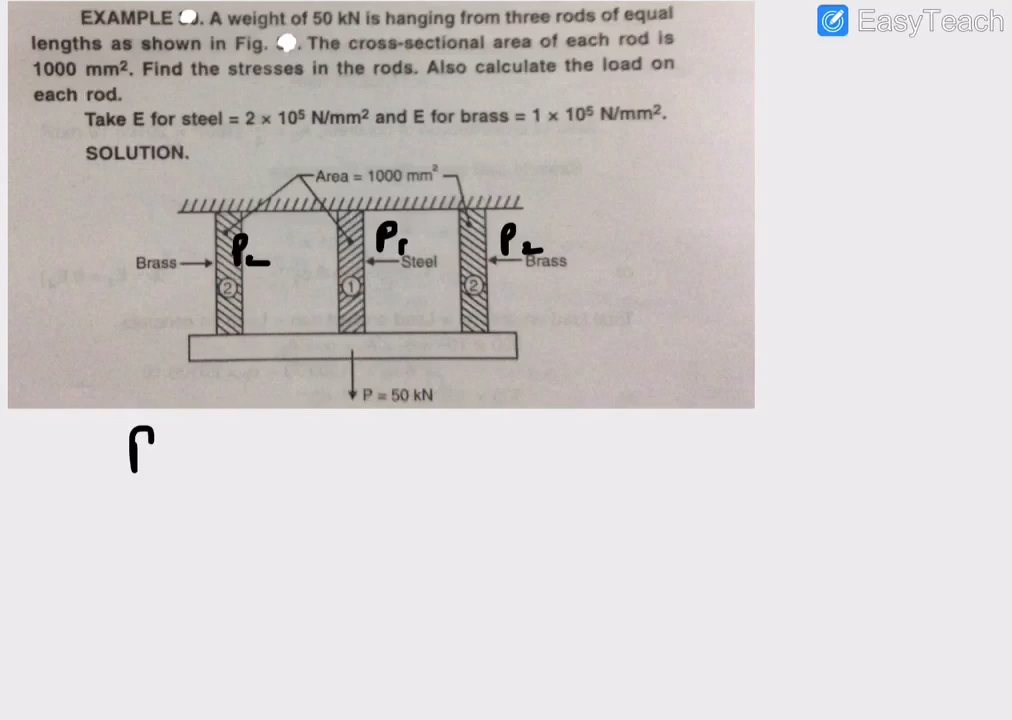 EXAMPLE . A weight of 50 kN is hanging from three rods of equal
lengths as shown in Fig. . The cross-sectional area of each rod is
1000 mm². Find the stresses in the rods. Also calculate the load on
each rod.
Take E for steel = 2 × 10⁵ N/mm² and E for brass = 1 × 10⁵ N/mm².
SOLUTION.
Area = 1000 mm²
P₂ P₁ P₂
Brass Steel Brass
2 1 2
P = 50 kN
EasyTeach